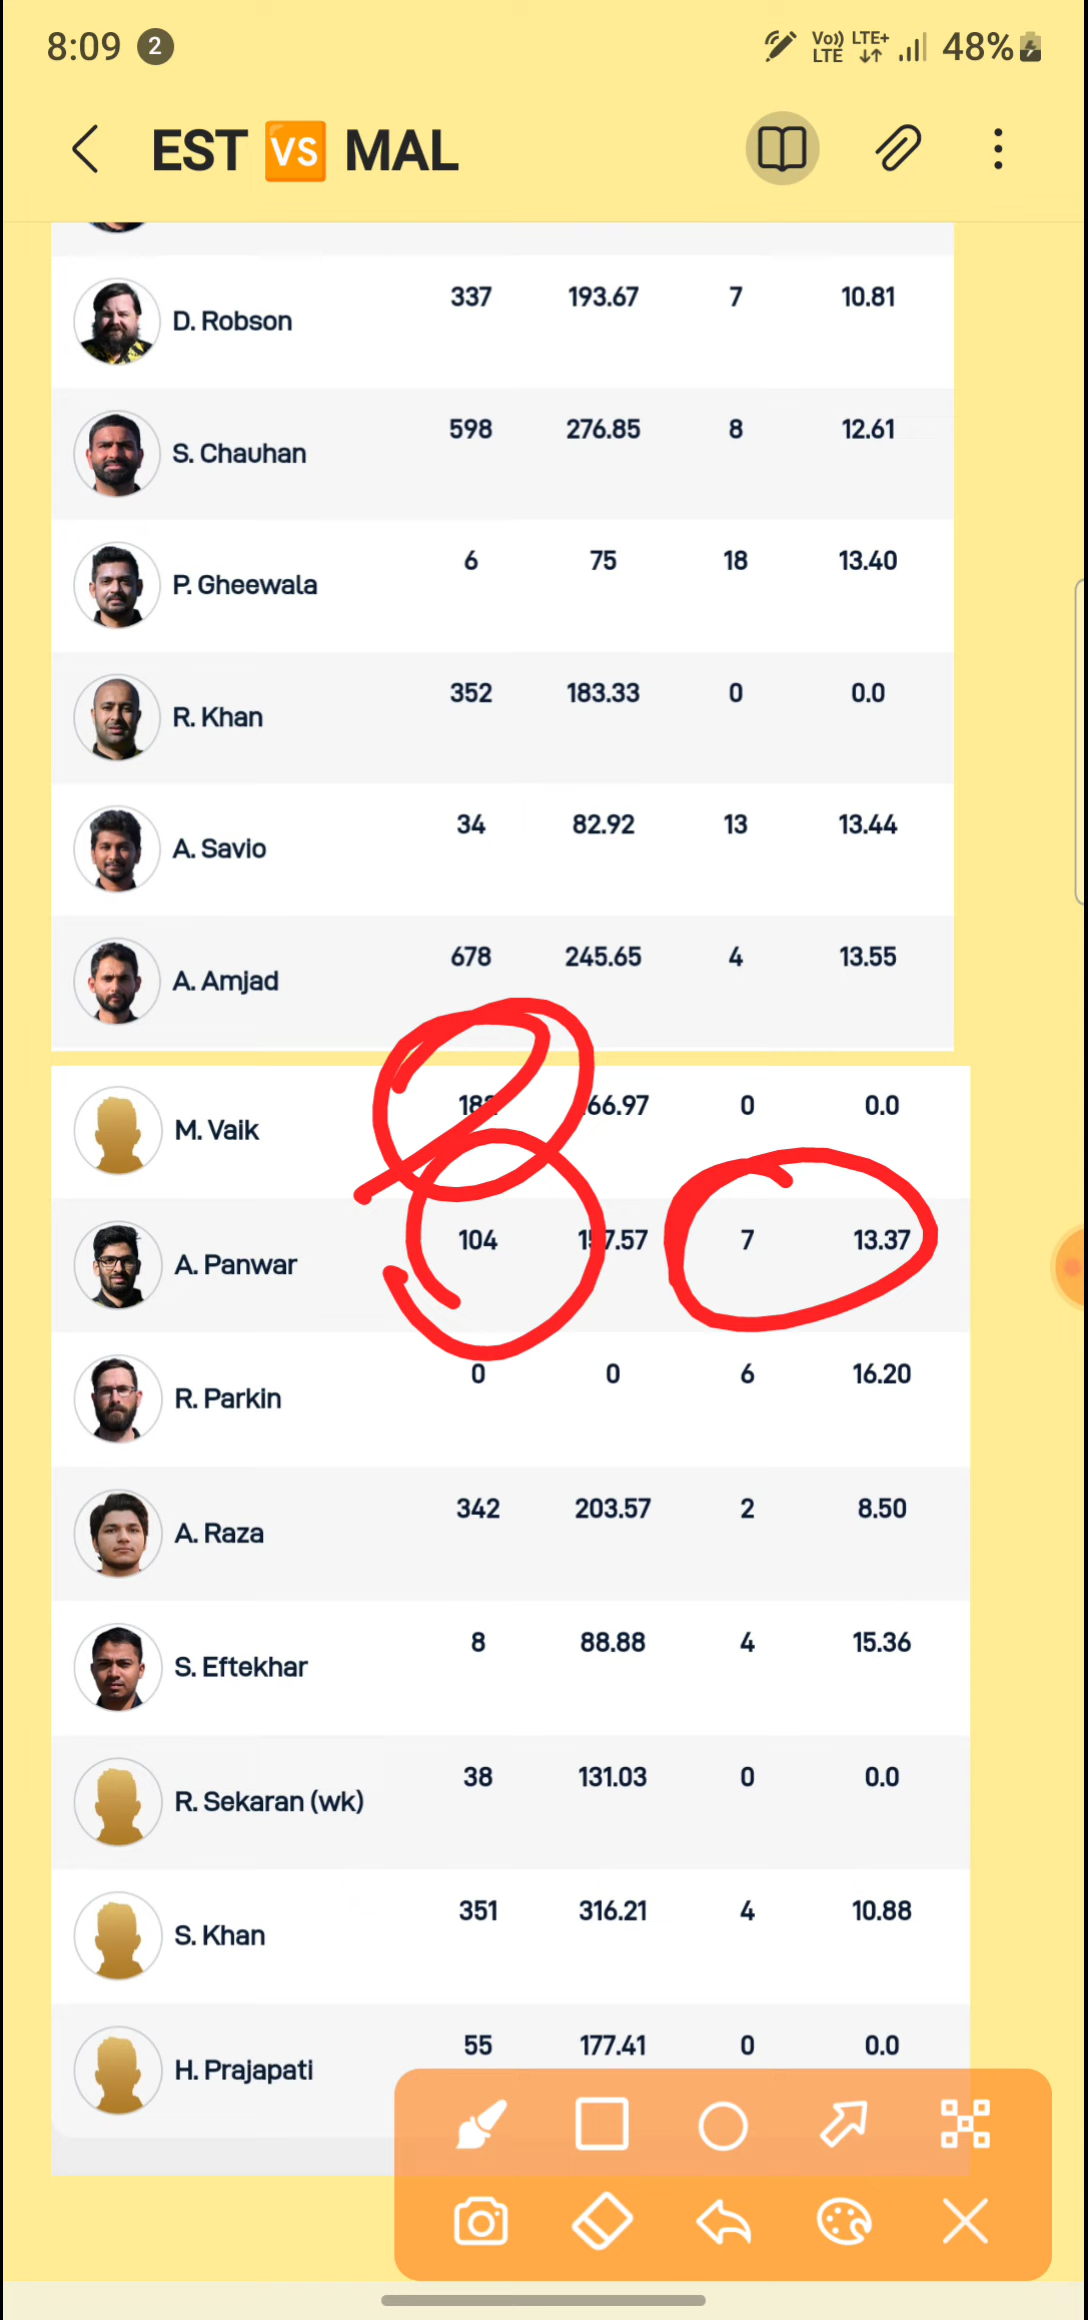 8:09 2 Vo)) LTE LTE+ 48%
EST VS MAL
337 193.67 7 10.81
D. Robson
598 276.85 8 12.61
S. Chauhan
6 75 18 13.40
P. Gheewala
352 183.33 0 0.0
R. Khan
34 82.92 13 13.44
A. Savio
678 245.65 4 13.55
A. Amjad
0 0.0
M. Vaik
104 7 13.37
A. Panwar
0 0 6 16.20
R. Parkin
342 203.57 2 8.50
A. Raza
8 88.88 4 15.36
S. Eftekhar
38 131.03 0 0.0
R. Sekaran (wk)
351 316.21 4 10.88
S. Khan
55 177.41 0 0.0
H. Prajapati